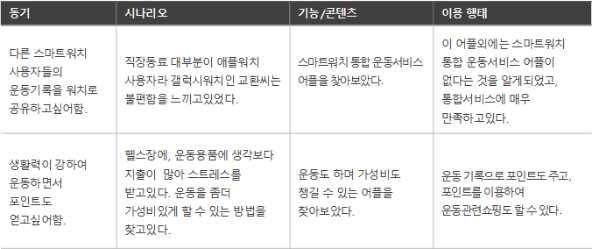 동기
시나리오
기능/콘텐츠
이용 행태
다른 스마트워치
사용자들의
운동기록을 워치로
공유하고싶어함.
직장동료 대부분이 애플워치
사용자라 갤럭시워치인 교환씨는
불편함을 느끼고있었다.
스마트워치 통합 운동서비스
어플을 찾아보았다.
이 어플외에는 스마트워치
통합 운동서비스 어플이
없다는 것을 알게되었고,
통합서비스에 매우
만족하고있다.
생활력이 강하여
운동하면서
포인트도
얻고싶어함.
헬스장에, 운동용품에 생각보다
지출이 많아 스트레스를
받고있다. 운동을 좀더
가성비있게 할 수 있는 방법을
찾고있다.
운동도 하며 가성비도
챙길 수 있는 어플을
찾아보았다.
운동 기록으로 포인트도 주고,
포인트를 이용하여
운동관련쇼핑도 할 수 있다.